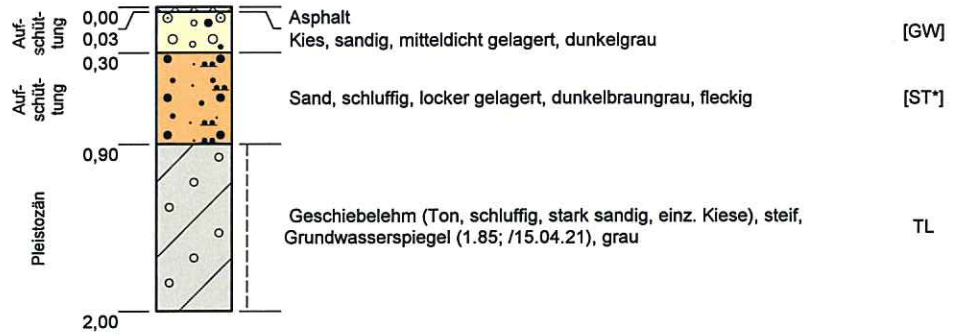 0,00
Asphalt
Auf-
schüt-
tung
0,03
Kies, sandig, mitteldicht gelagert, dunkelgrau
[GW]
0,30
Auf-
schüt-
tung
Sand, schluffig, locker gelagert, dunkelbraungrau, fleckig
[ST*]
0,90
Pleistozän
Geschiebelehm (Ton, schluffig, stark sandig, einz. Kiese), steif,
Grundwasserspiegel (1.85; /15.04.21), grau
TL
2,00